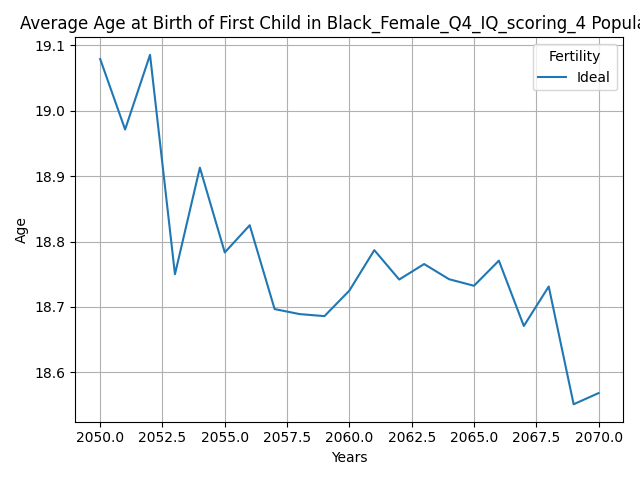 Average Age at Birth of First Child in Black_Female_Q4_IQ_scoring_4
Fertility
Ideal
19.1
19.0
18.9
18.8
18.7
18.6
Age
2050.0 2052.5 2055.0 2057.5 2060.0 2062.5 2065.0 2067.5 2070.0
Years